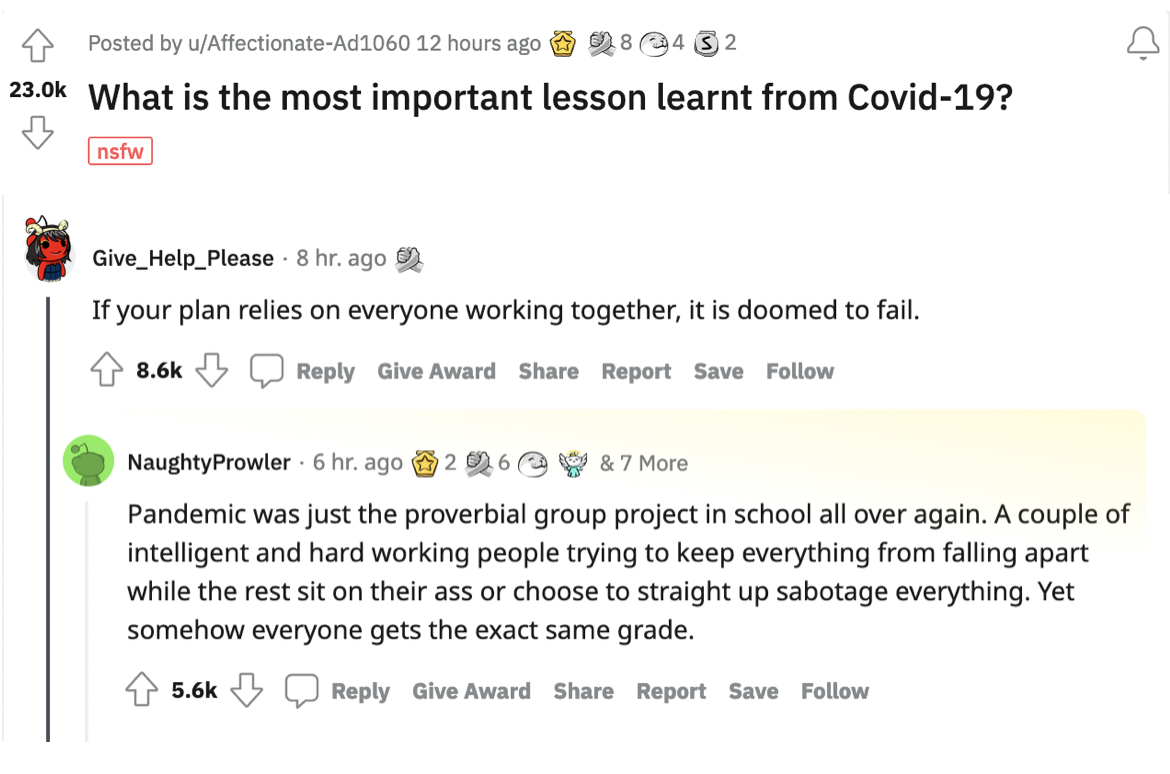 Posted by u/Affectionate-Ad1060 12 hours ago 8 4 S 2
23.0k
What is the most important lesson learnt from Covid-19?
nsfw
Give_Help_Please · 8 hr. ago
If your plan relies on everyone working together, it is doomed to fail.
8.6k Reply Give Award Share Report Save Follow
NaughtyProwler · 6 hr. ago 2 6 & 7 More
Pandemic was just the proverbial group project in school all over again. A couple of
intelligent and hard working people trying to keep everything from falling apart
while the rest sit on their ass or choose to straight up sabotage everything. Yet
somehow everyone gets the exact same grade.
5.6k Reply Give Award Share Report Save Follow